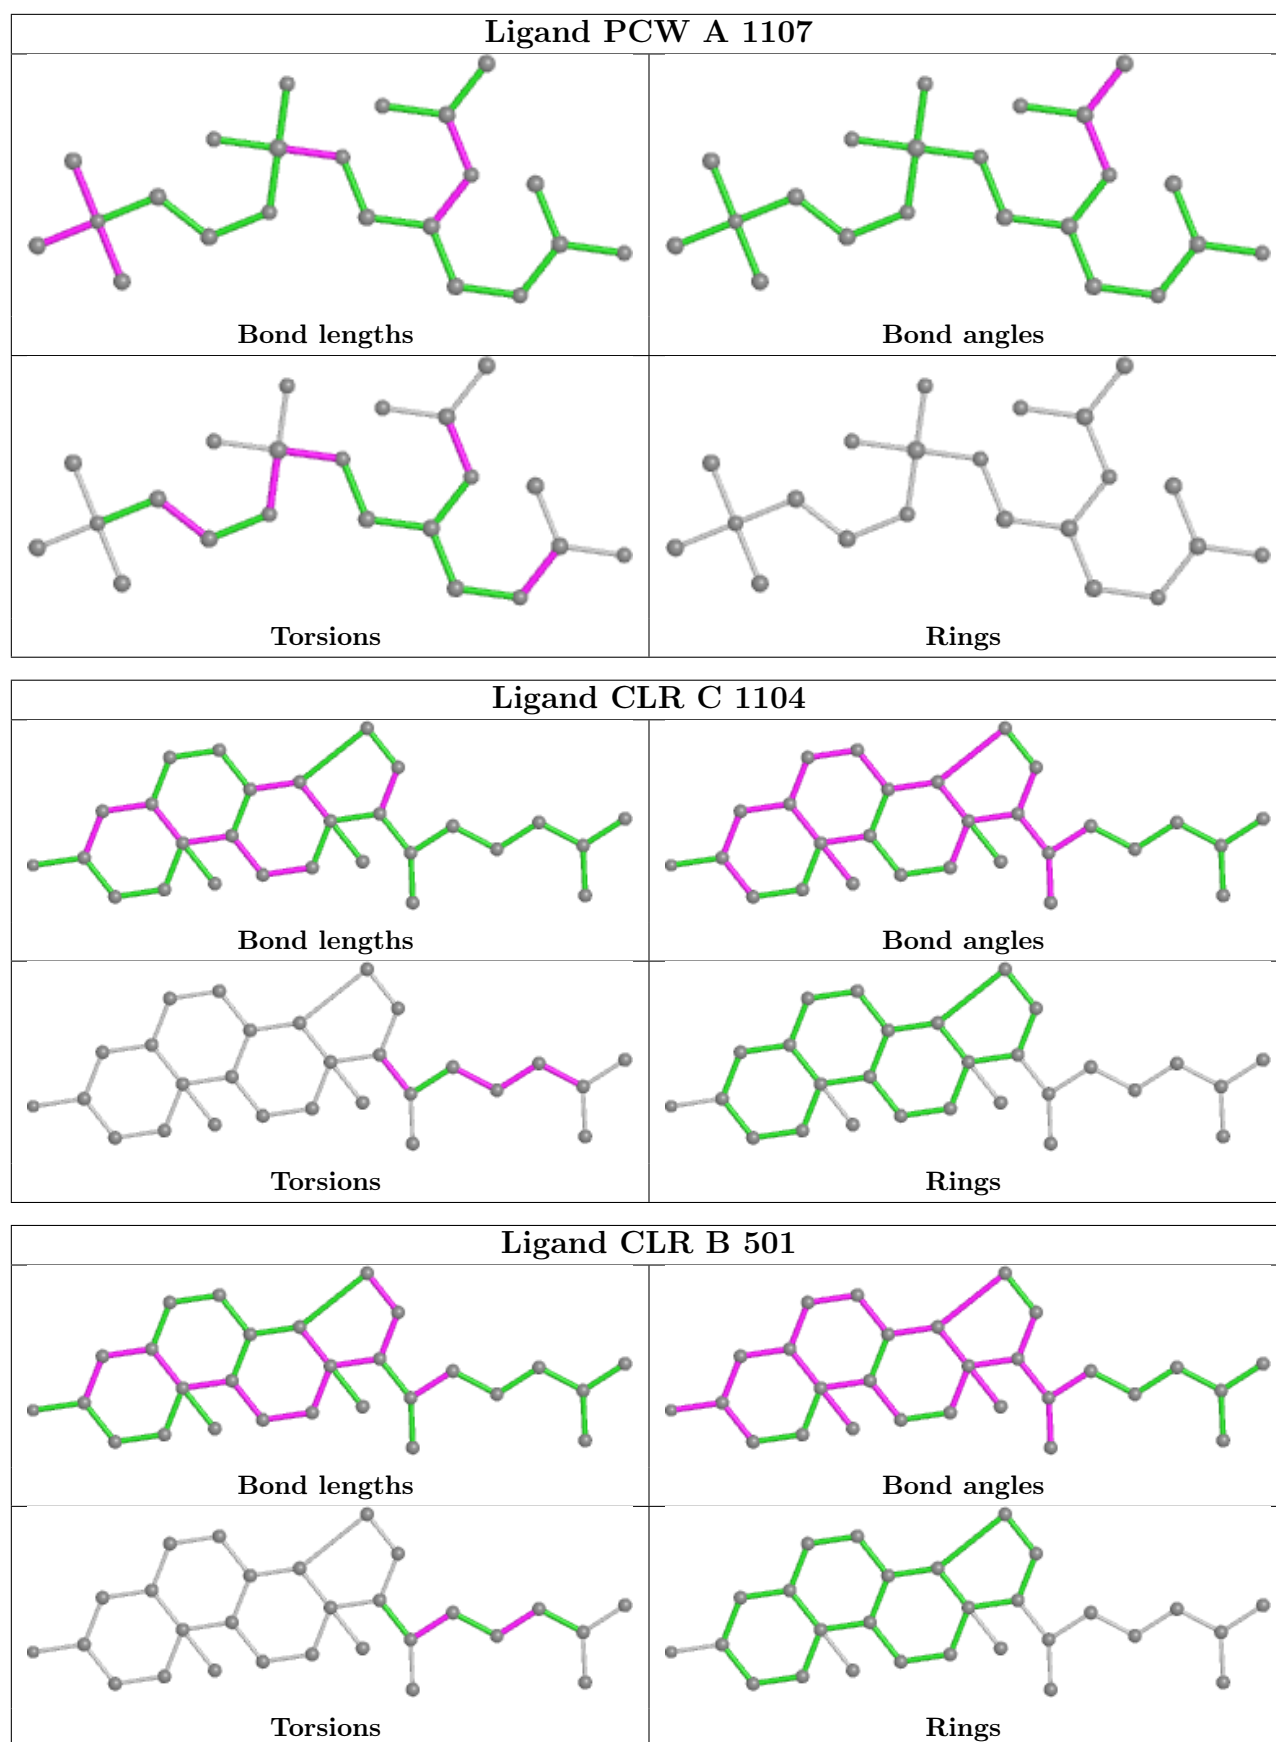 Ligand PCW A 1107
Bond lengths
Bond angles
Torsions
Rings
Ligand CLR C 1104
Bond lengths
Bond angles
Torsions
Rings
Ligand CLR B 501
Bond lengths
Bond angles
Torsions
Rings